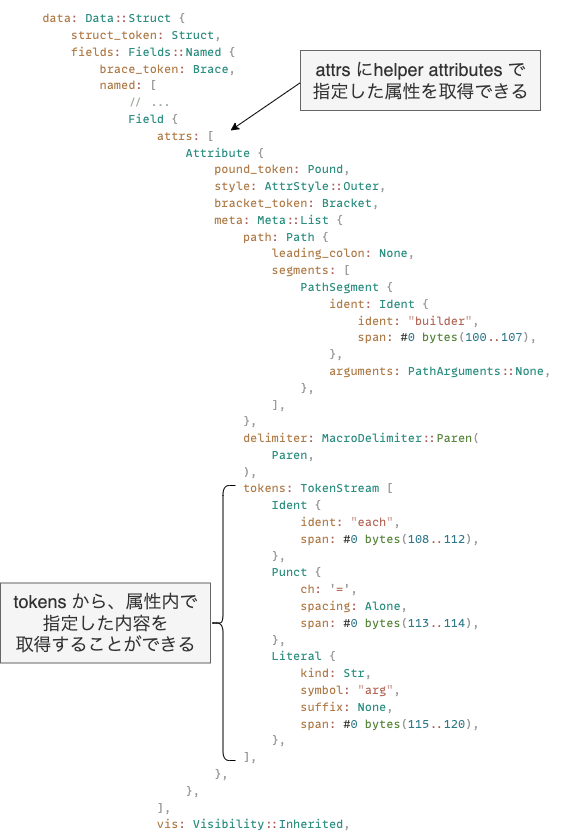 data: Data::Struct {
struct_token: Struct,
fields: Fields::Named {
brace_token: Brace,
named: [
// ...
Field {
attrs: [
attrs にhelper attributes で
指定した属性を取得できる
Attribute {
pound_token: Pound,
style: AttrStyle::Outer,
bracket_token: Bracket,
meta: Meta::List {
path: Path {
leading_colon: None,
segments: [
PathSegment {
ident: Ident {
ident: "builder",
span: #0 bytes(100..107),
},
arguments: PathArguments::None,
},
],
},
delimiter: MacroDelimiter::Paren(
Paren,
),
tokens: TokenStream [
Ident {
ident: "each",
span: #0 bytes(108..112),
},
Punct {
ch: '=',
spacing: Alone,
span: #0 bytes(113..114),
},
Literal {
kind: Str,
symbol: "arg",
suffix: None,
span: #0 bytes(115..120),
},
],
tokens から、属性内で
指定した内容を
取得することができる
},
},
],
vis: Visibility::Inherited,